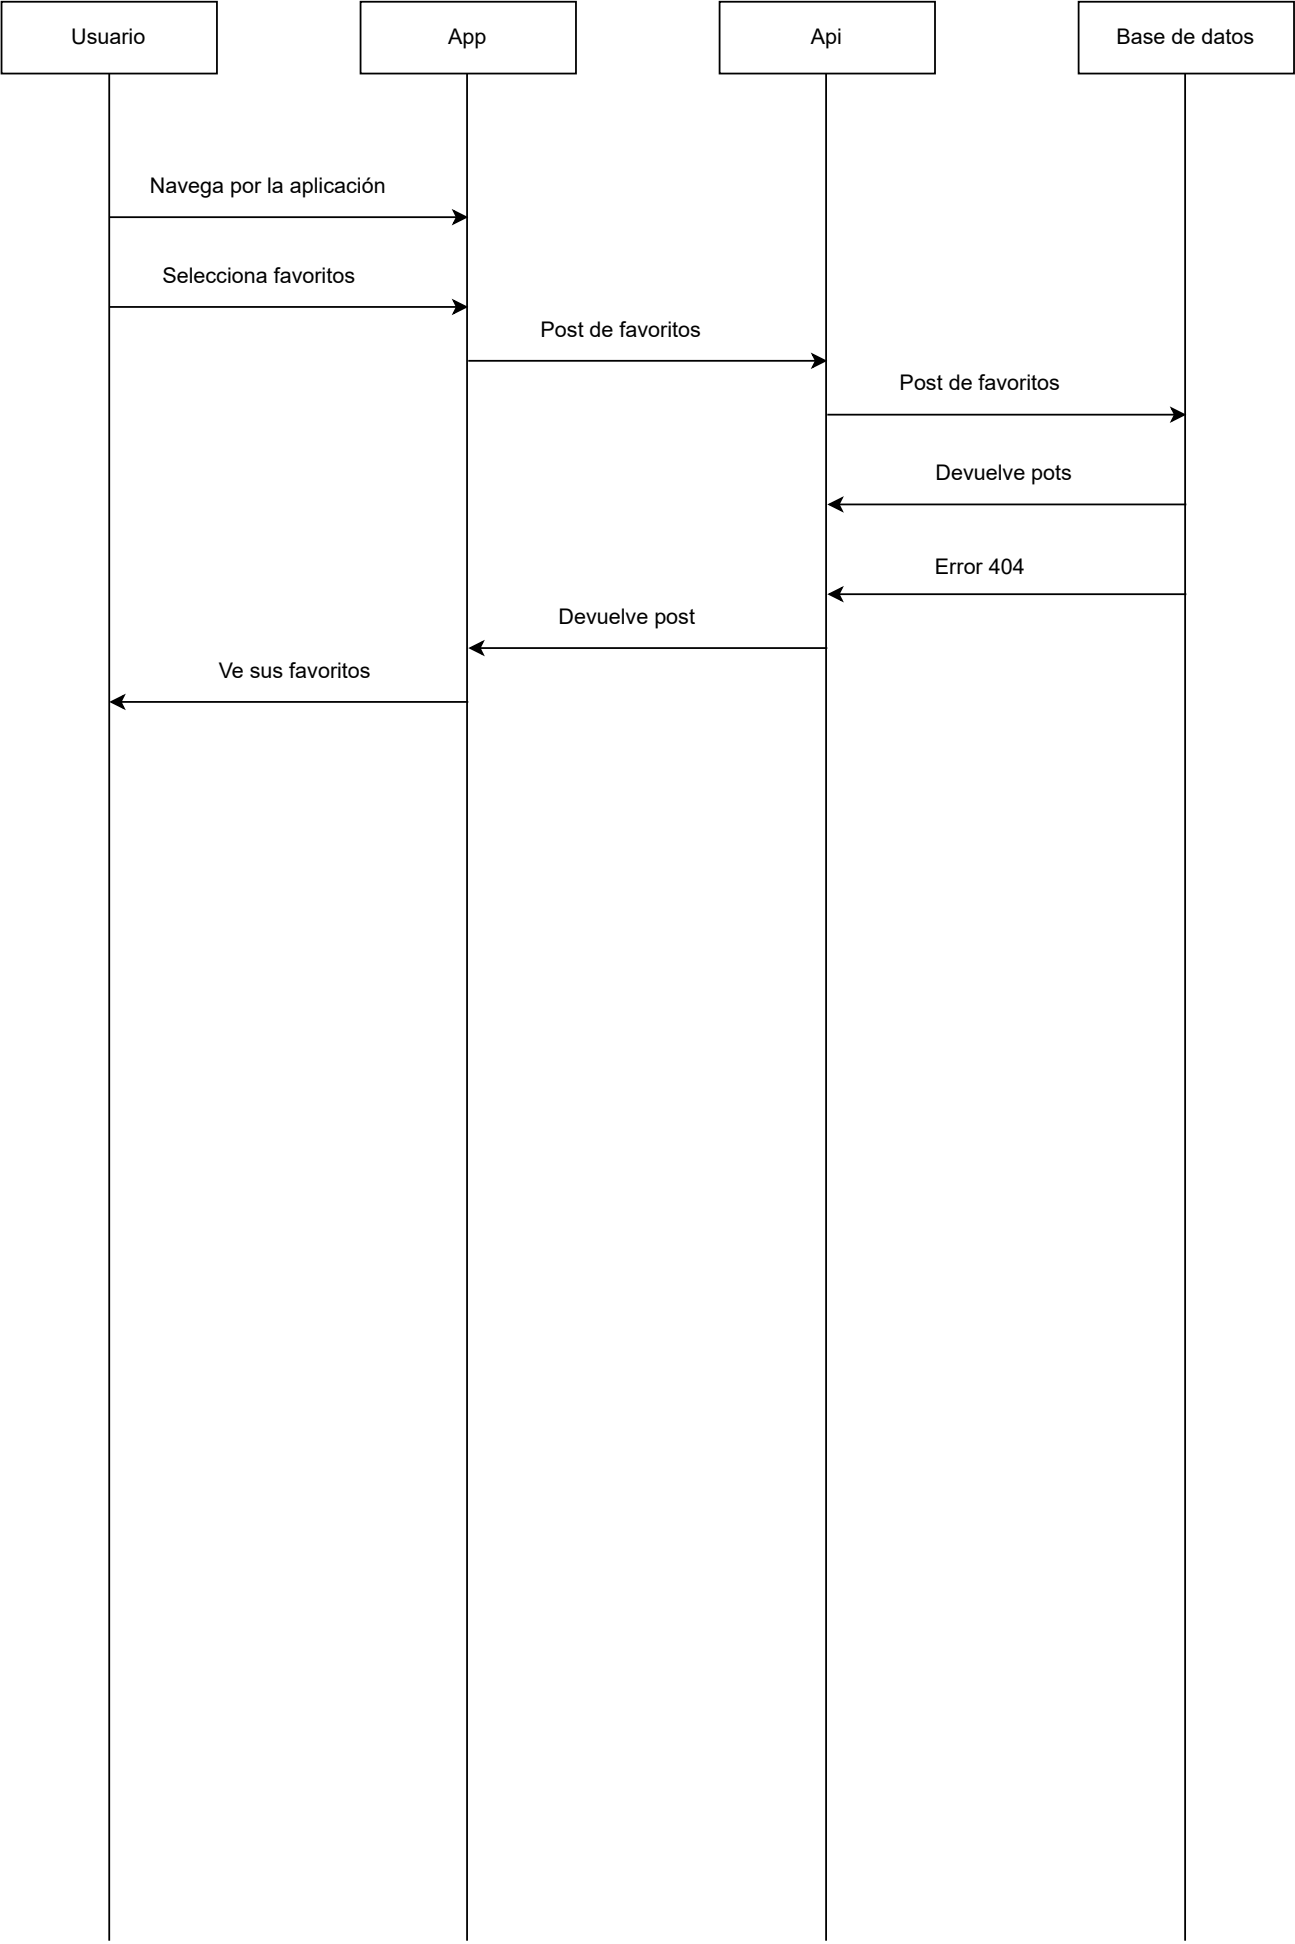 Usuario
App
Api
Base de datos
Navega por la aplicación
Selecciona favoritos
Post de favoritos
Post de favoritos
Devuelve pots
Error 404
Devuelve post
Ve sus favoritos